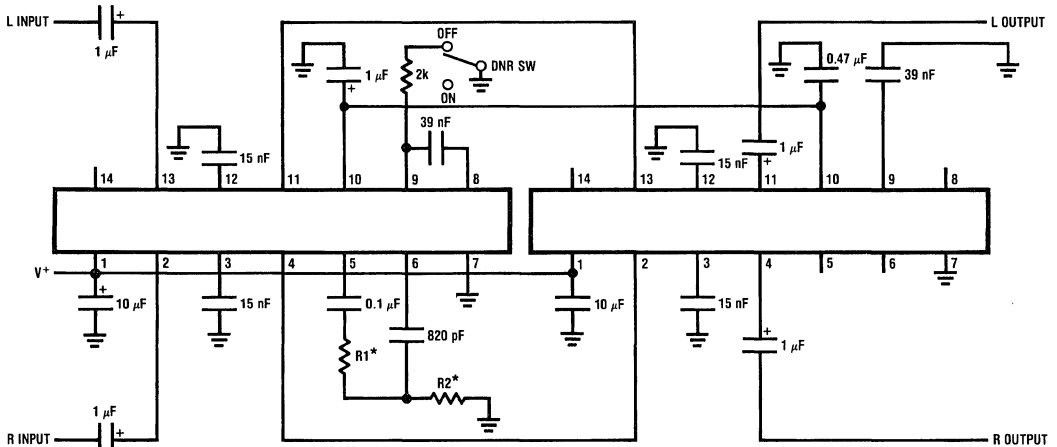 L INPUT
+
1 μF
OFF
DNR SW
ON
1 μF
+
2k
39 nF
L OUTPUT
0.47 μF
39 nF
15 nF
15 nF
1 μF
+
14 13 12 11 10 9 8
14 13 12 11 10 9 8
1 2 3 4 5 6 7
1 2 3 4 5 6 7
V+
+
10 μF
15 nF
0.1 μF
820 pF
R1*
R2*
10 μF
15 nF
+
1 μF
1 μF
+
R INPUT
R OUTPUT